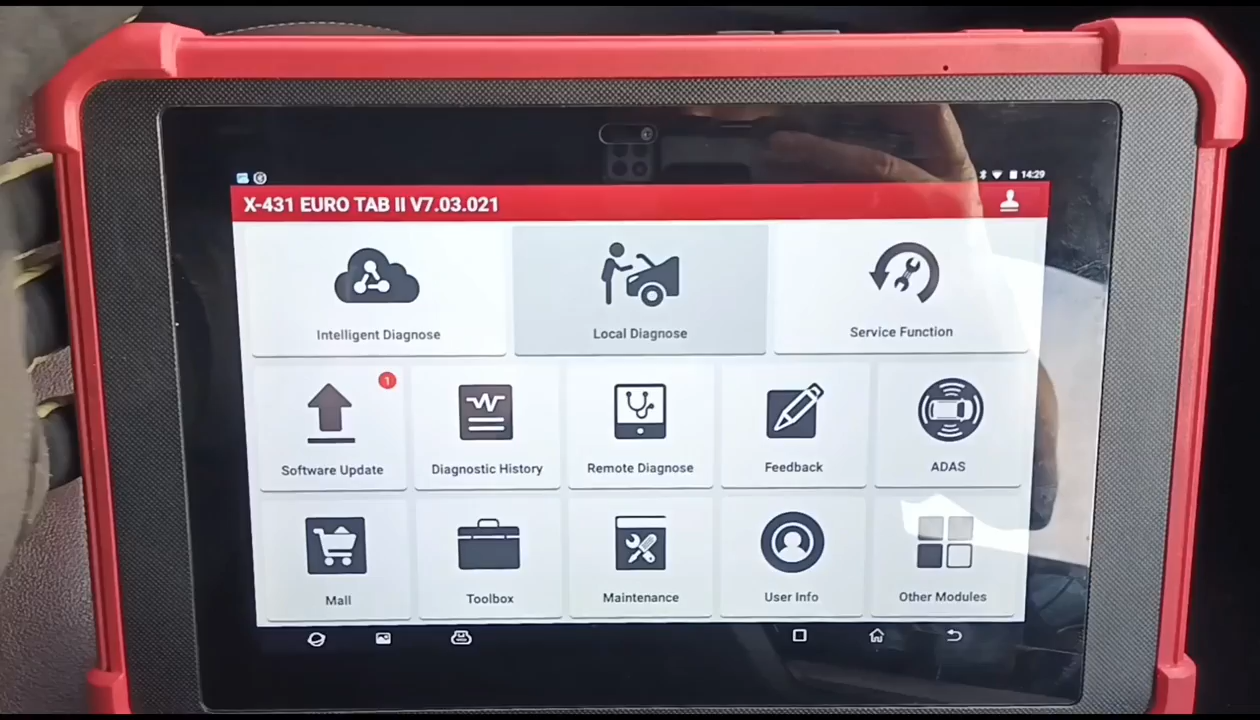 14:29
X-431 EURO TAB II V7.03.021
Intelligent Diagnose
Local Diagnose
Service Function
1
Software Update
Diagnostic History
Remote Diagnose
Feedback
ADAS
Mall
Toolbox
Maintenance
User Info
Other Modules